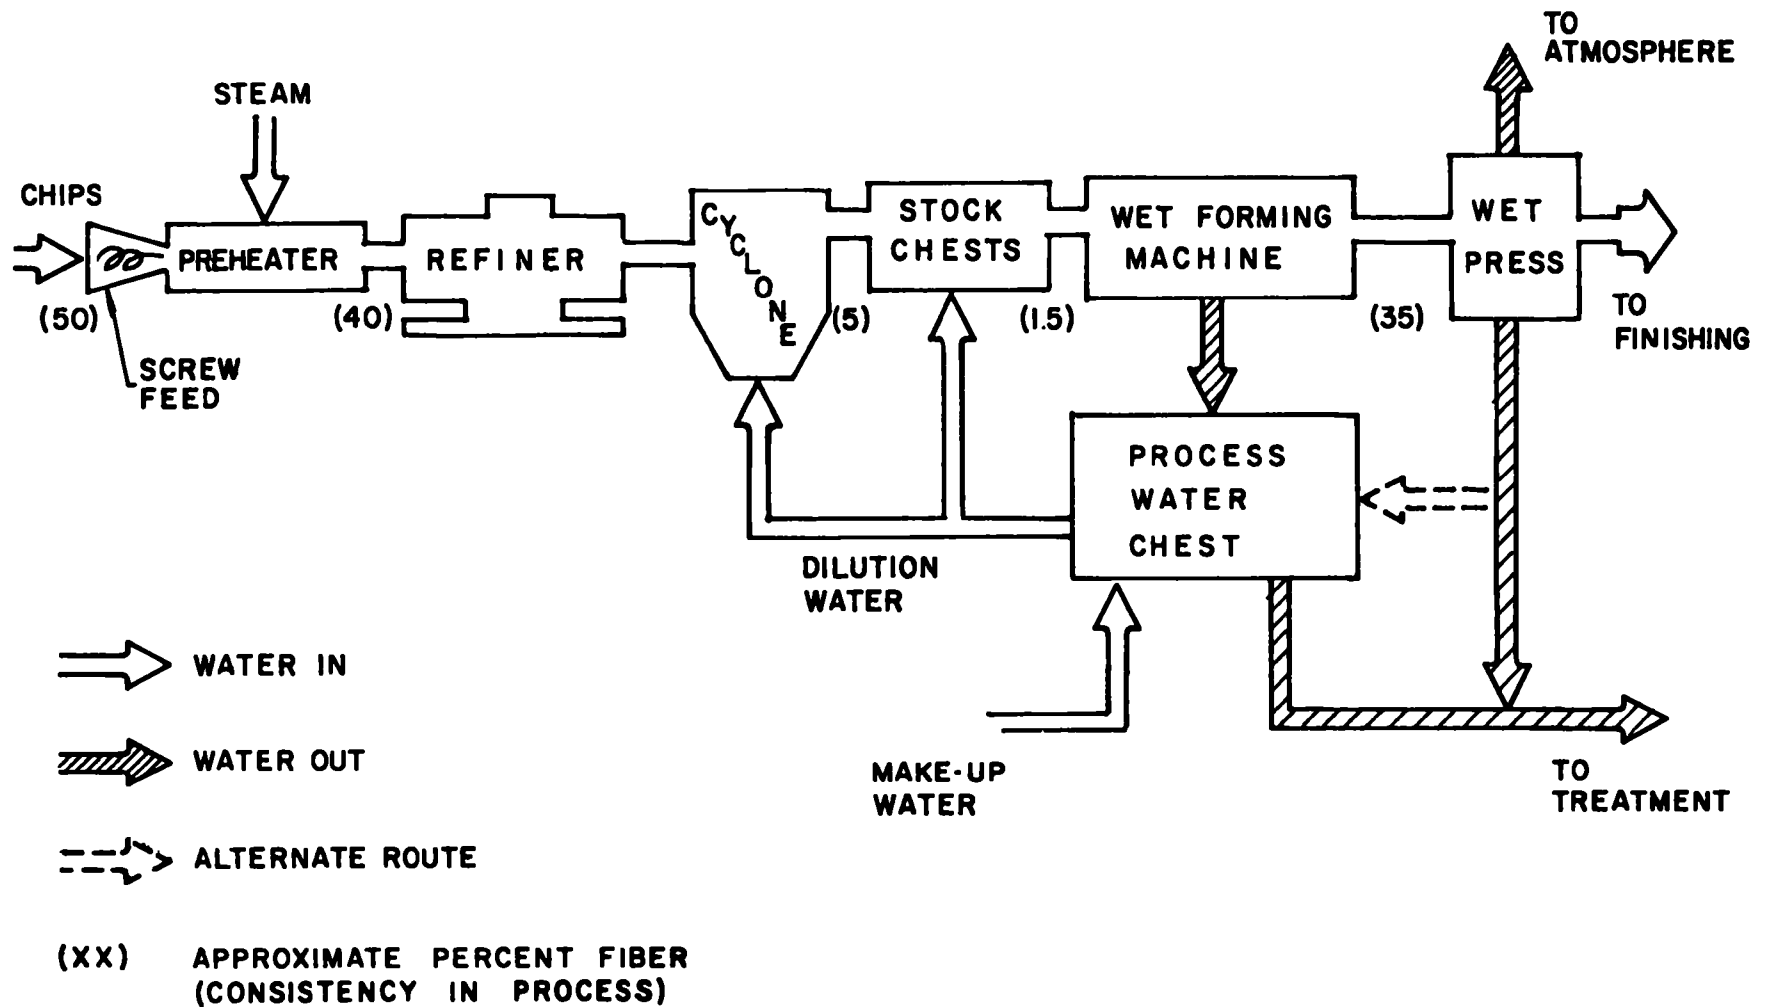 TO
ATMOSPHERE
STEAM
CHIPS
CYCLONE
STOCK
CHESTS
WET FORMING
MACHINE
WET
PRESS
PREHEATER
REFINER
(50)
(40)
(5)
(1.5)
(35)
TO
FINISHING
SCREW
FEED
PROCESS
WATER
CHEST
DILUTION
WATER
WATER IN
WATER OUT
MAKE-UP
WATER
TO
TREATMENT
ALTERNATE ROUTE
(XX) APPROXIMATE PERCENT FIBER
(CONSISTENCY IN PROCESS)